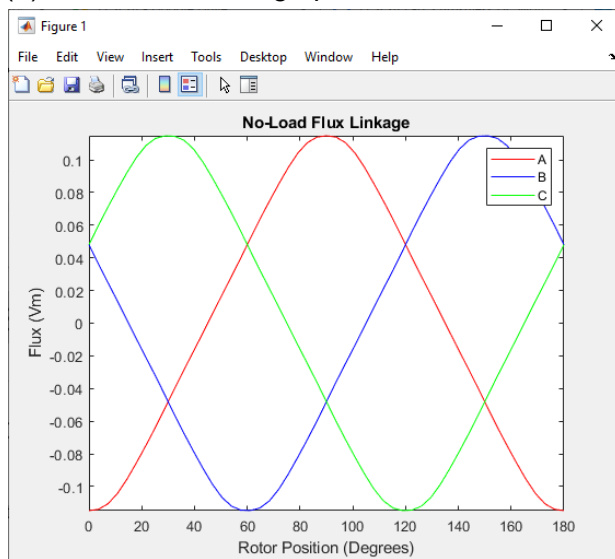 Figure 1
File Edit View Insert Tools Desktop Window Help
No-Load Flux Linkage
A
B
C
0.1
0.08
0.06
0.04
0.02
0
-0.02
-0.04
-0.06
-0.08
-0.1
Flux (Vm)
0 20 40 60 80 100 120 140 160 180
Rotor Position (Degrees)